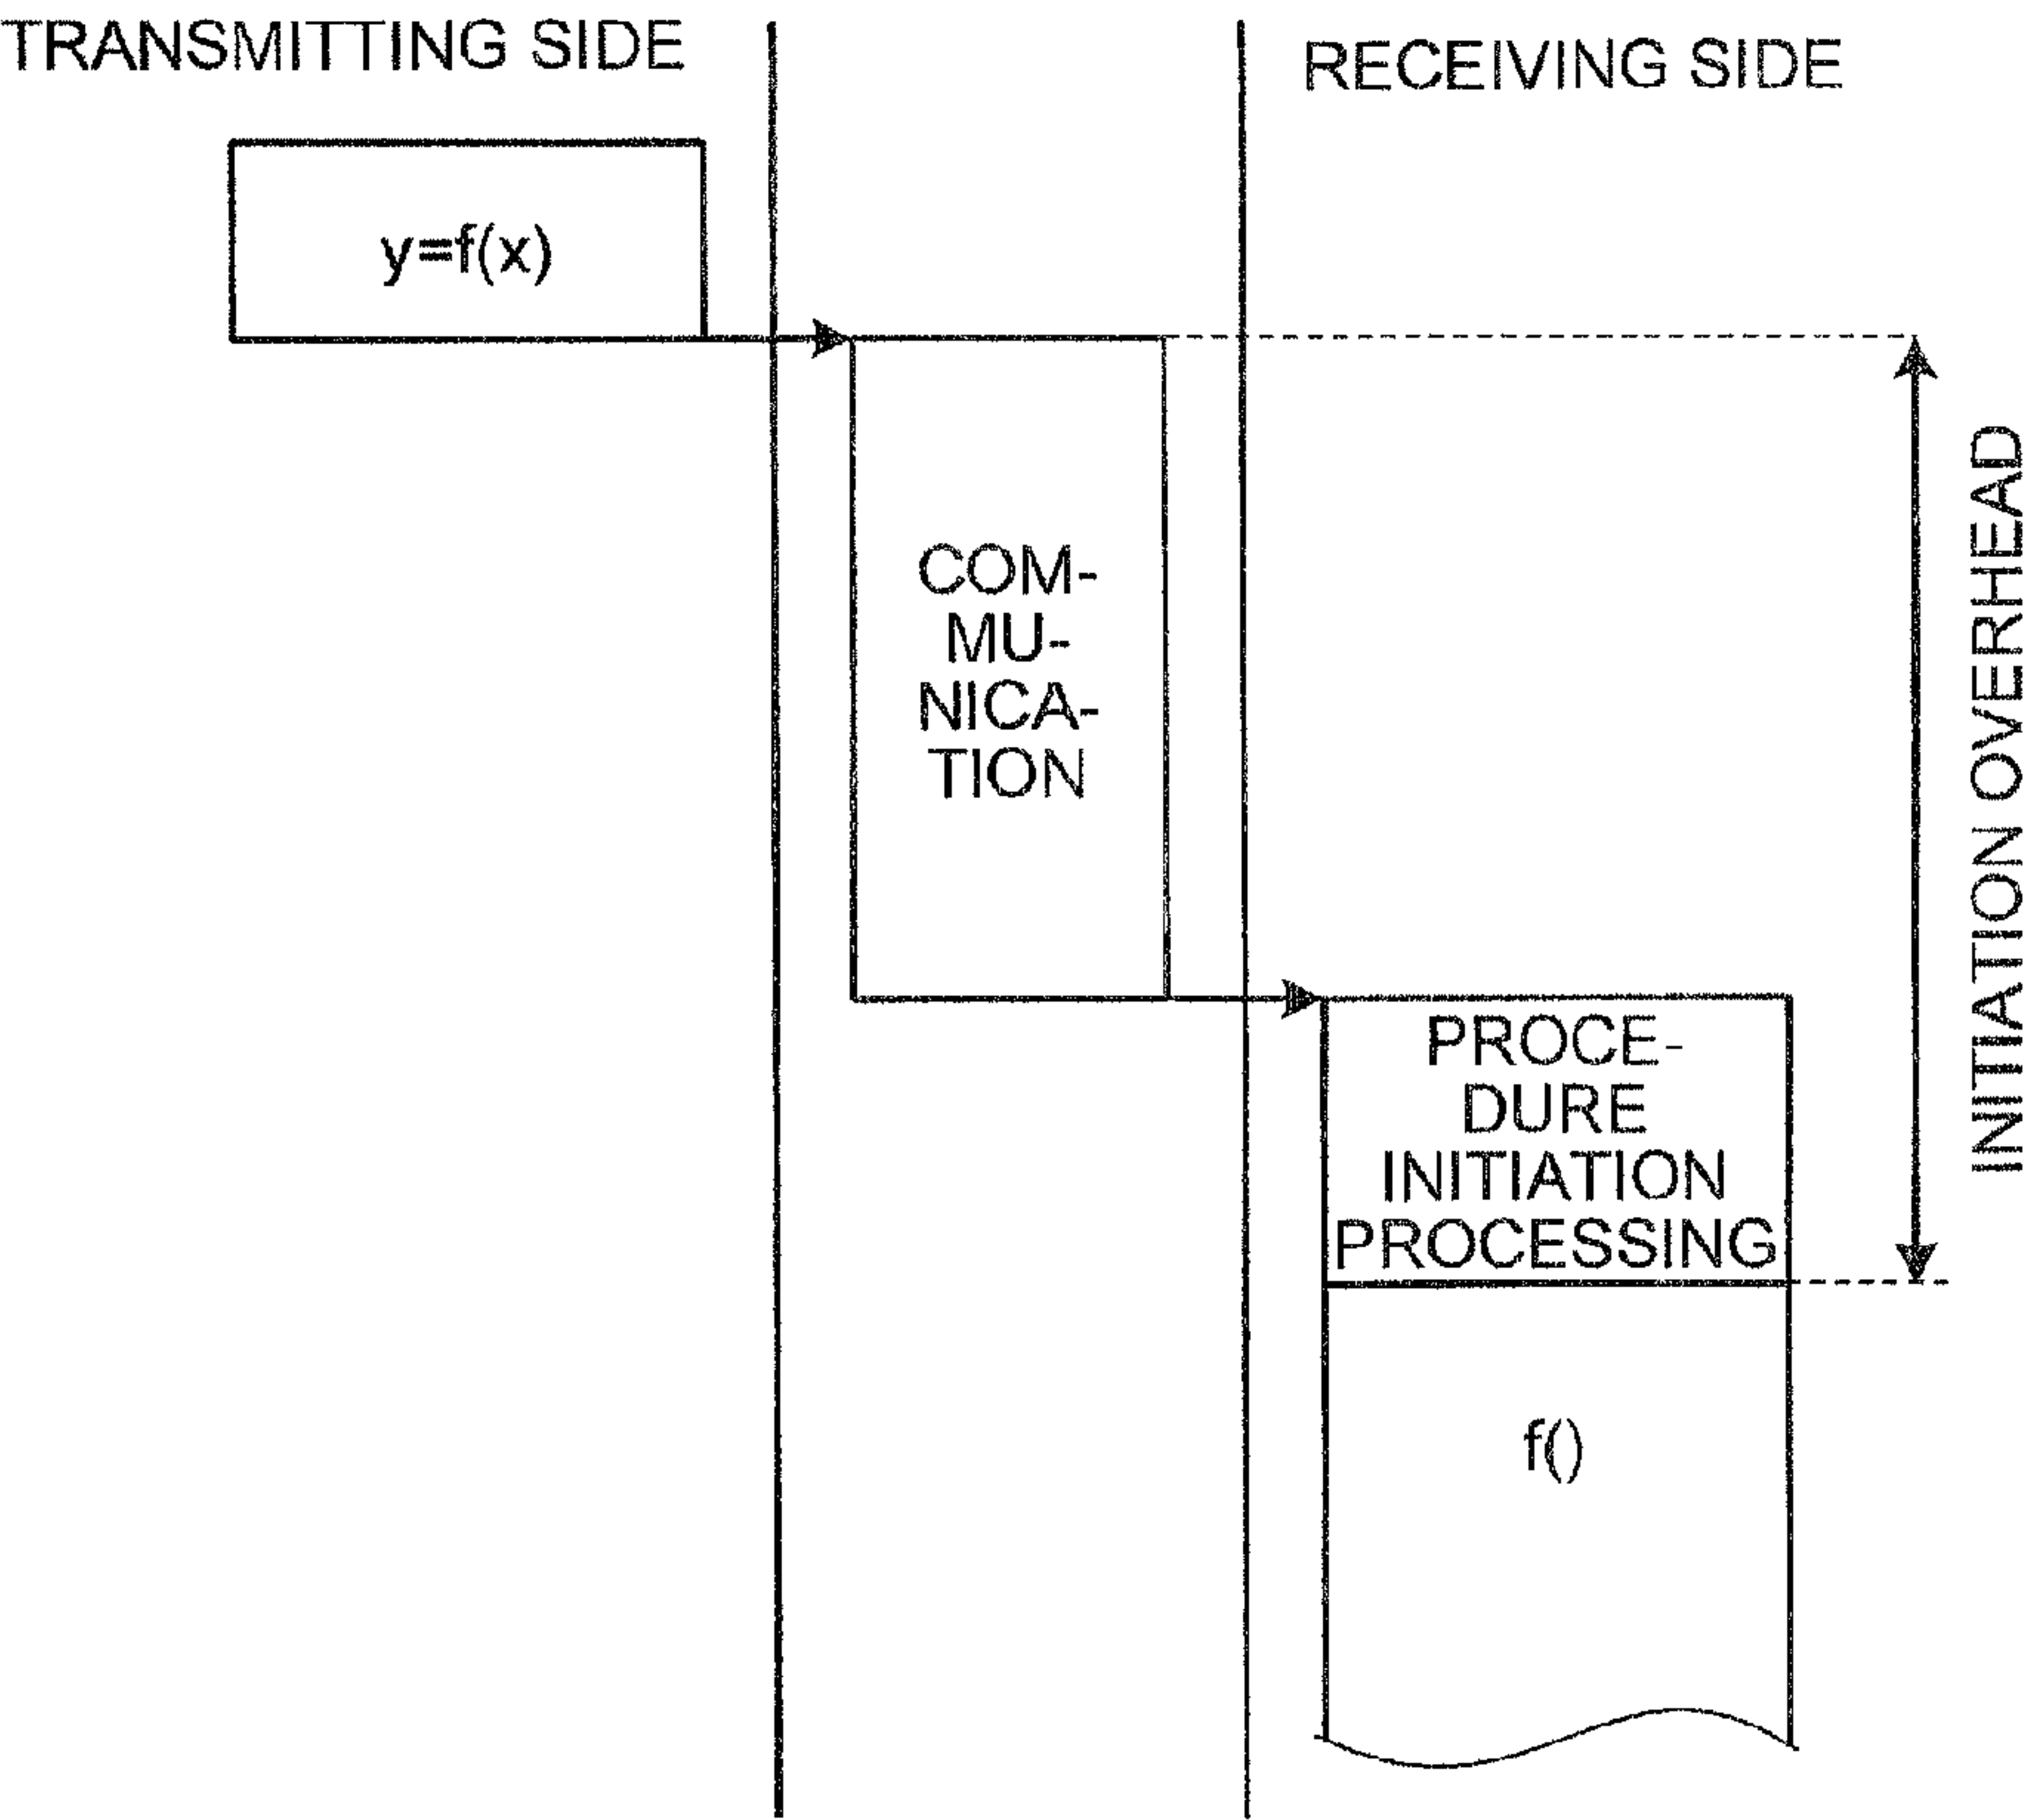 TRANSMITTING SIDE
RECEIVING SIDE
y=f(x)
COM-
MU-
NICA-
TION
INITIATION OVERHEAD
PROCE-
DURE
INITIATION
PROCESSING
f()